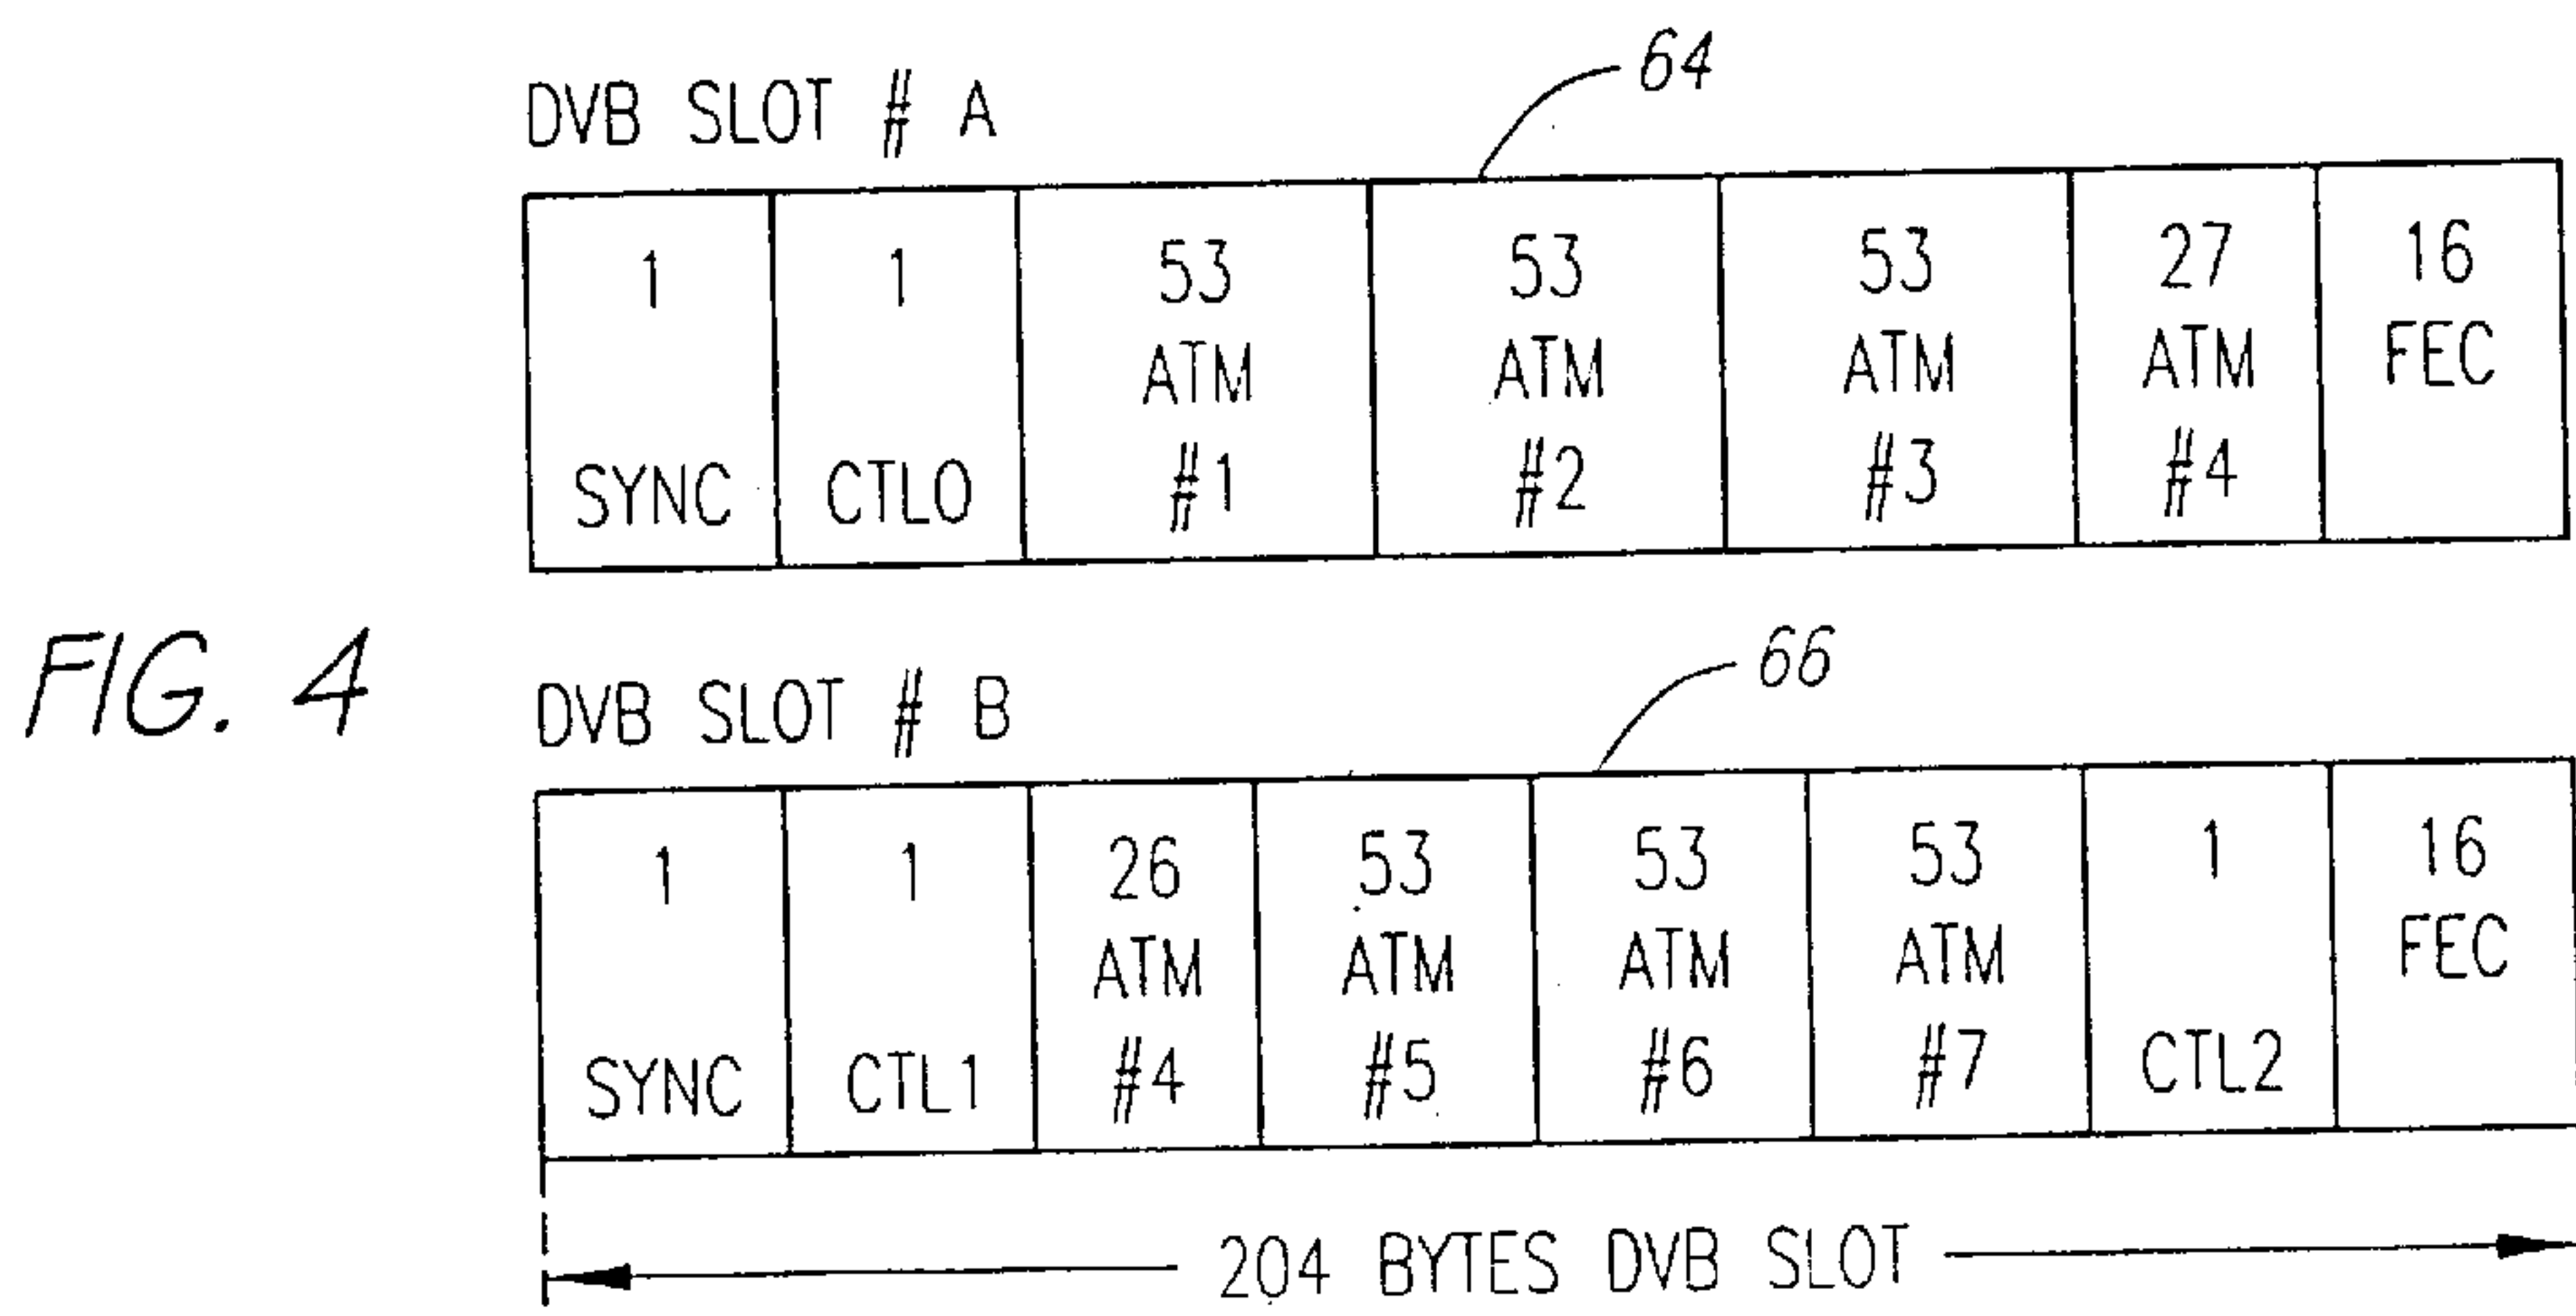 64
DVB SLOT # A
1 1 53 53 53 27 16
ATM ATM ATM ATM FEC
SYNC CTL0 #1 #2 #3 #4
FIG. 4
66
DVB SLOT # B
1 1 26 53 53 53 1 16
ATM ATM ATM ATM FEC
SYNC CTL1 #4 #5 #6 #7 CTL2
204 BYTES DVB SLOT